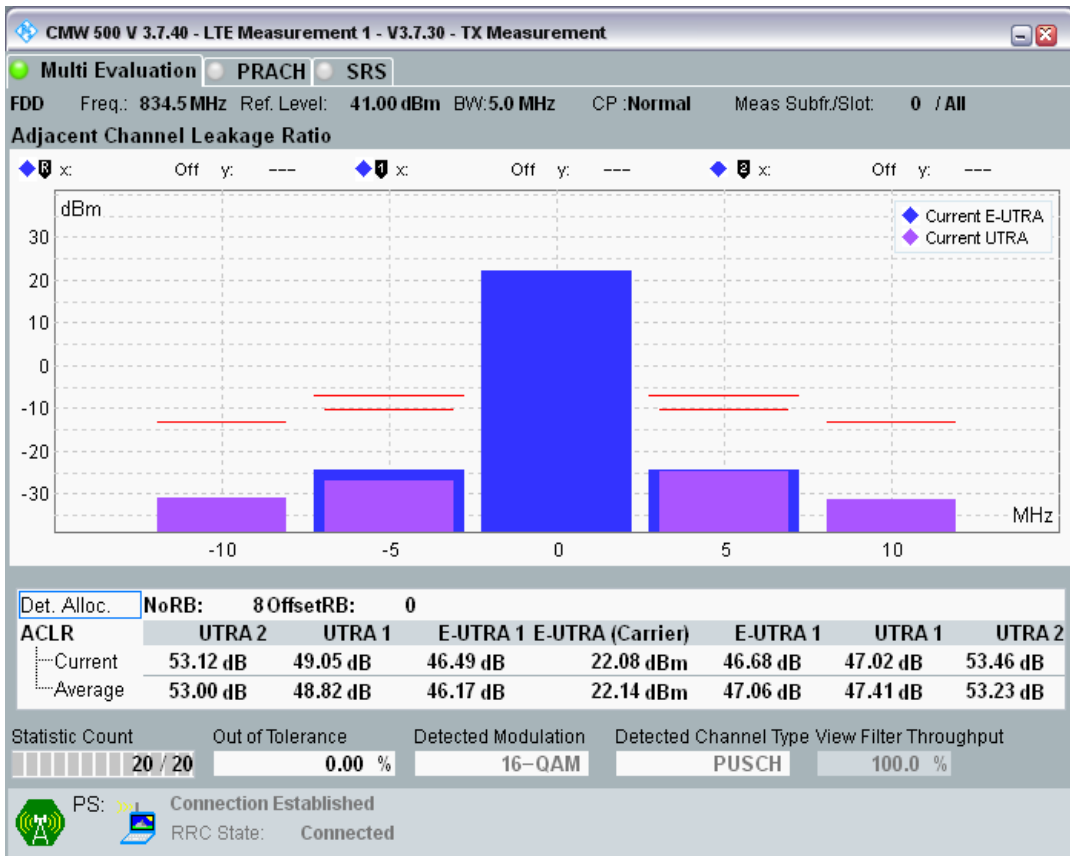 CMW 500 V 3.7.40 - LTE Measurement 1 - V3.7.30 - TX Measurement
Multi Evaluation PRACH SRS
FDD Freq.: 834.5 MHz Ref. Level: 41.00 dBm BW:5.0 MHz CP :Normal Meas Subfr./Slot: 0 / All
Adjacent Channel Leakage Ratio
R x: Off y: --- 1 x: Off y: --- 2 x: Off y: ---
dBm
Current E-UTRA
Current UTRA
30
20
10
0
-10
-20
-30
MHz
-10 -5 0 5 10
Det. Alloc. NoRB: 8 OffsetRB: 0
ACLR UTRA 2 UTRA 1 E-UTRA 1 E-UTRA (Carrier) E-UTRA 1 UTRA 1 UTRA 2
Current 53.12 dB 49.05 dB 46.49 dB 22.08 dBm 46.68 dB 47.02 dB 53.46 dB
Average 53.00 dB 48.82 dB 46.17 dB 22.14 dBm 47.06 dB 47.41 dB 53.23 dB
Statistic Count Out of Tolerance Detected Modulation Detected Channel Type View Filter Throughput
20 / 20 0.00 % 16-QAM PUSCH 100.0 %
PS: Connection Established
RRC State: Connected